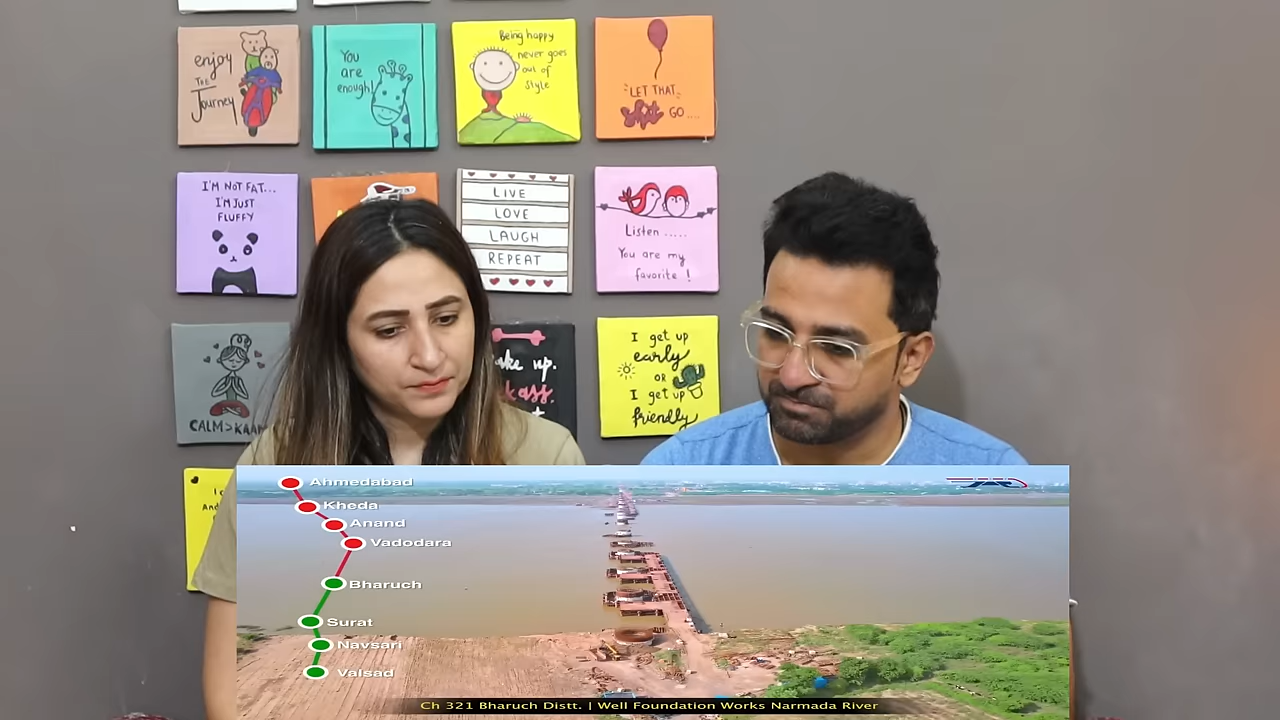 enjoy
THE
Journey
You
are
enough!
Being happy
never goes
out of
style
"LET THAT
GO ....
I'M NOT FAT...
I'M JUST
FLUFFY
LIVE
LOVE
LAUGH
REPEAT
Listen .....
You are my
favorite !
CALM>KAR
up.
I get up
early
OR
I get up
friendly
Ahmedabad
Kheda
Anand
Vadodara
Bharuch
Surat
Navsari
Valsad
Ch 321 Bharuch Distt. | Well Foundation Works Narmada River